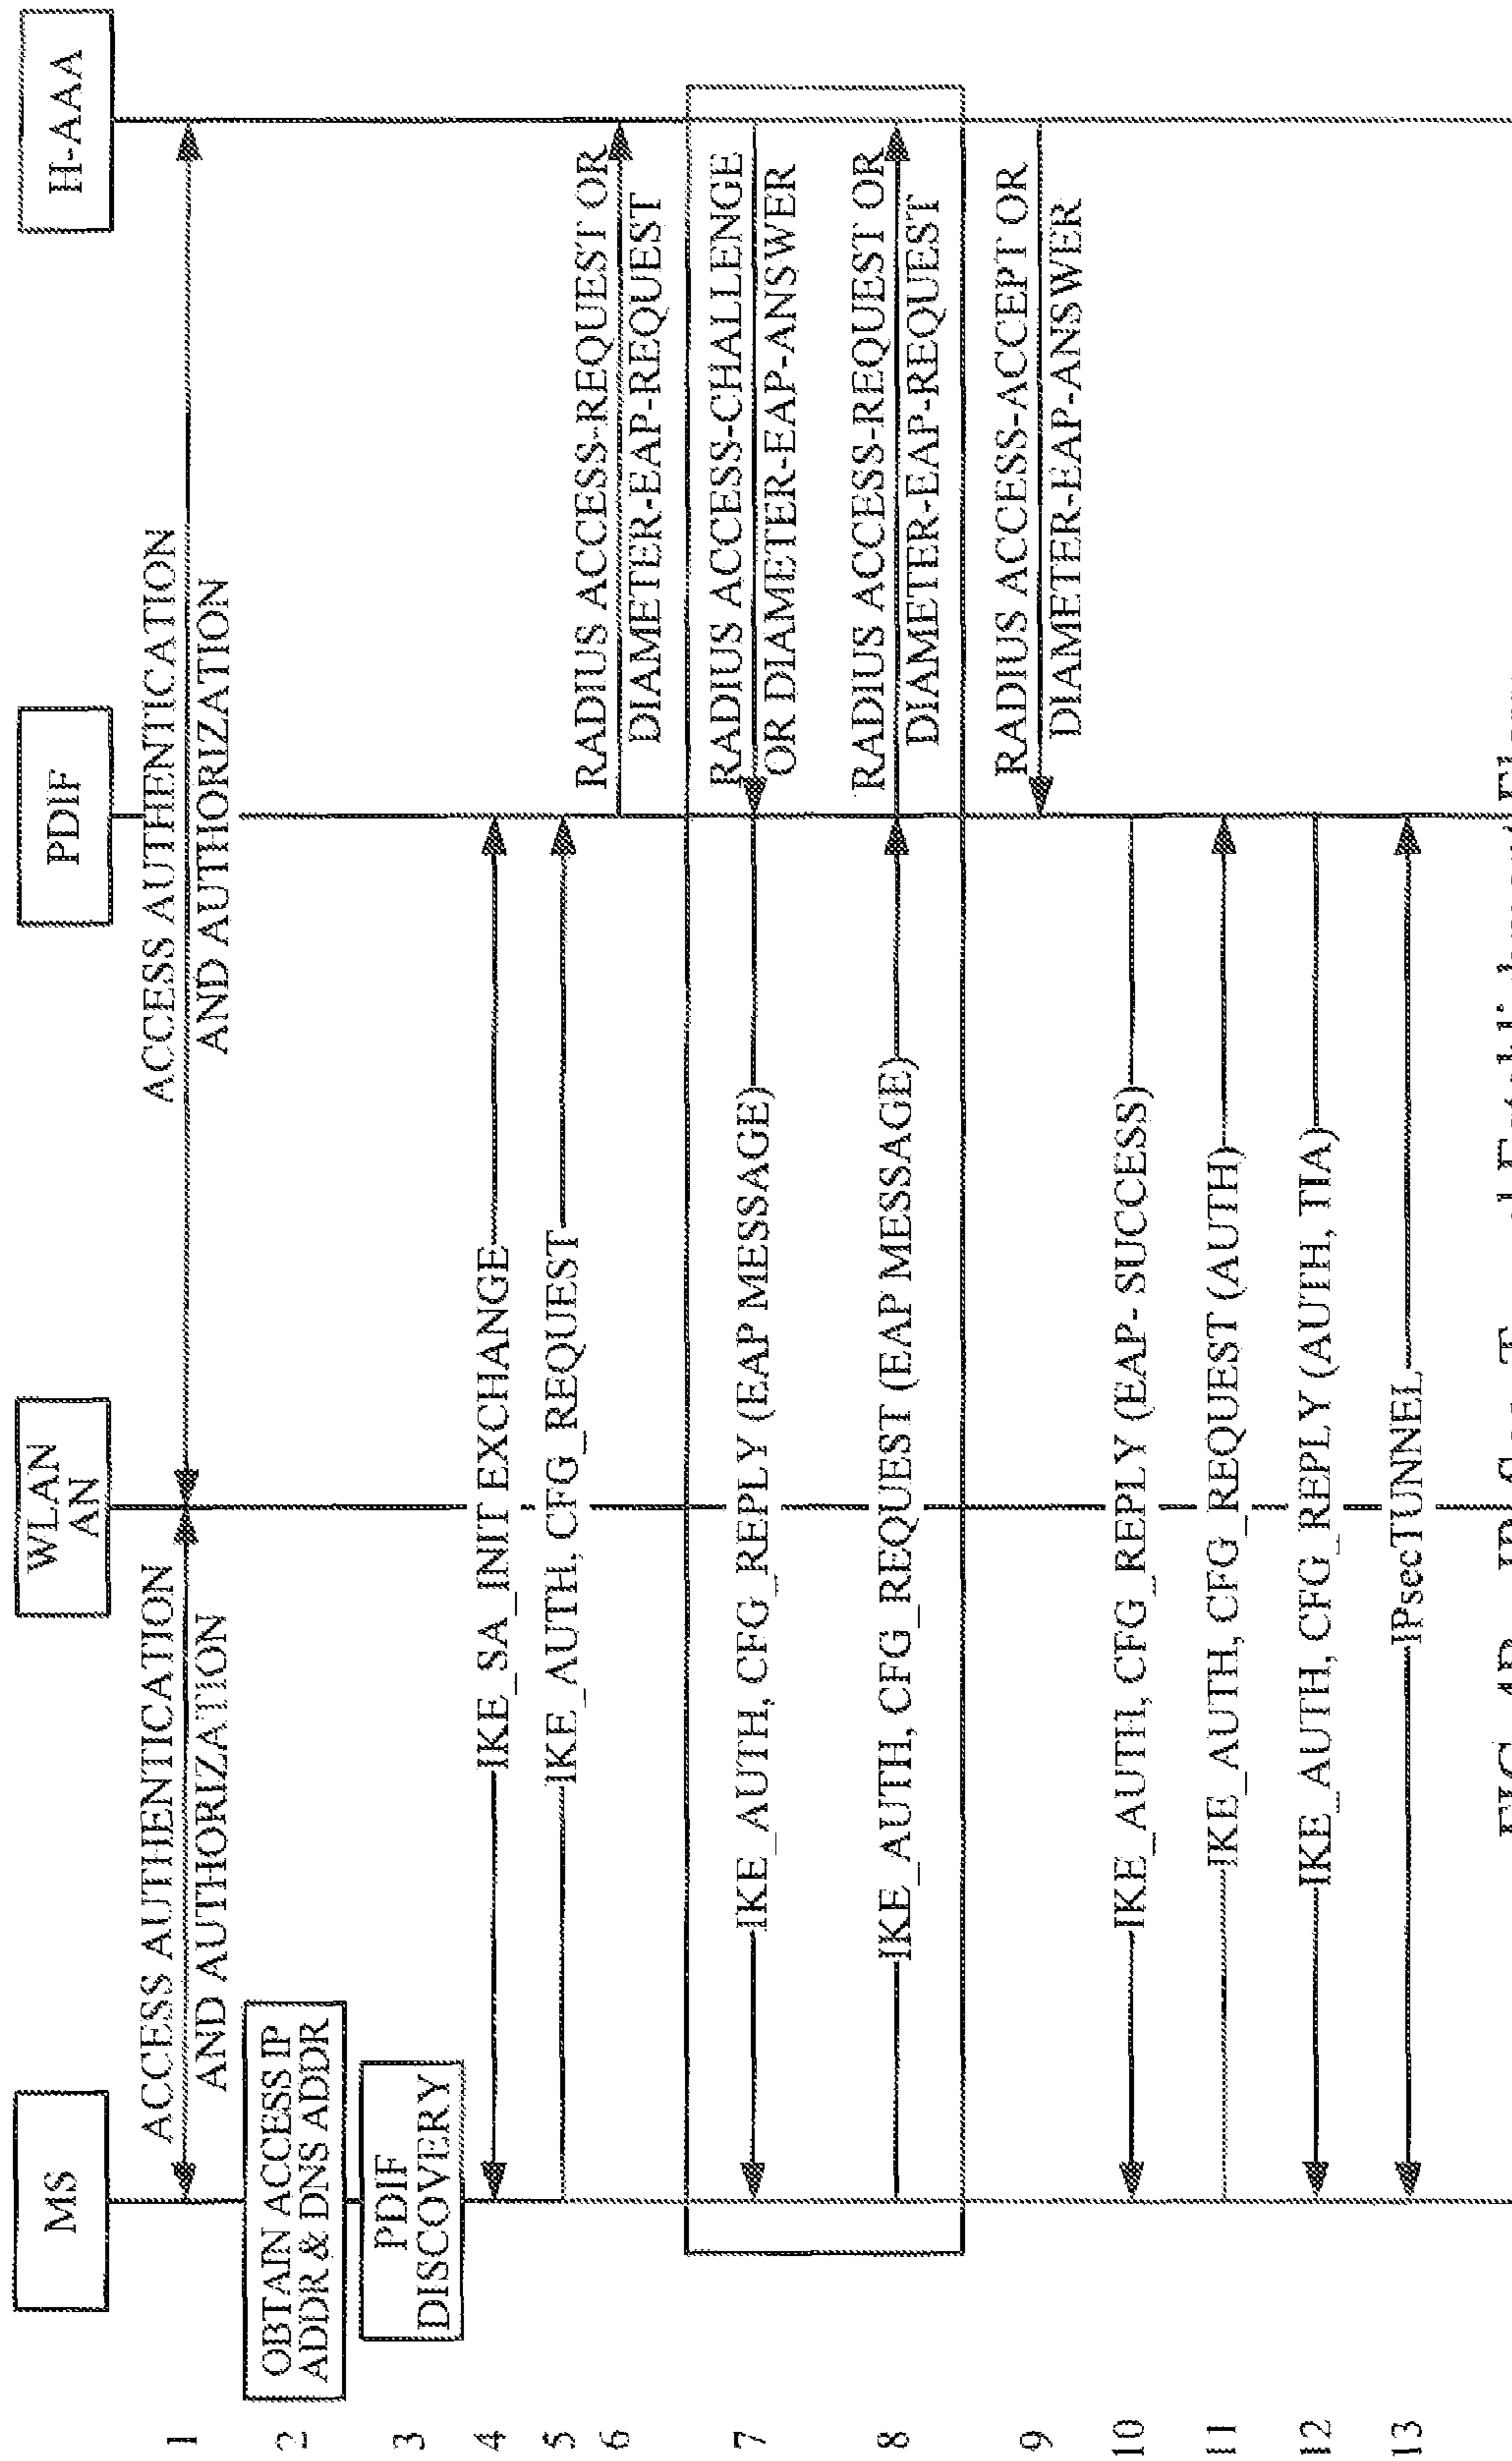 MS
WLAN
AN
PDIF
H-AAA
1
ACCESS AUTHENTICATION
AND AUTHORIZATION
ACCESS AUTHENTICATION
AND AUTHORIZATION
2
OBTAIN ACCESS IP
ADDR & DNS ADDR
3
PDIF
DISCOVERY
4
IKE_SA_INIT EXCHANGE
5
IKE_AUTH, CFG_REQUEST
6
RADIUS ACCESS-REQUEST OR
DIAMETER-EAP-REQUEST
7
IKE_AUTH, CFG_REPLY (EAP MESSAGE)
RADIUS ACCESS-CHALLENGE
OR DIAMETER-EAP-ANSWER
8
IKE_AUTH, CFG_REQUEST (EAP MESSAGE)
RADIUS ACCESS-REQUEST OR
DIAMETER-EAP-REQUEST
9
RADIUS ACCESS-ACCEPT OR
DIAMETER-EAP-ANSWER
10
IKE_AUTH, CFG_REPLY (EAP- SUCCESS)
11
IKE_AUTH, CFG_REQUEST (AUTH)
12
IKE_AUTH, CFG_REPLY (AUTH, TIA)
13
IPsecTUNNEL